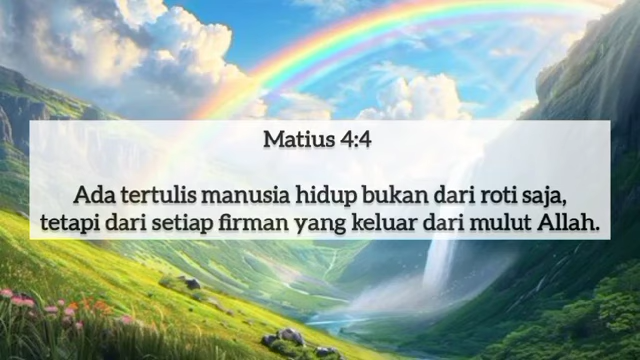 Matius 4:4
Ada tertulis manusia hidup bukan dari roti saja,
tetapi dari setiap firman yang keluar dari mulut Allah.